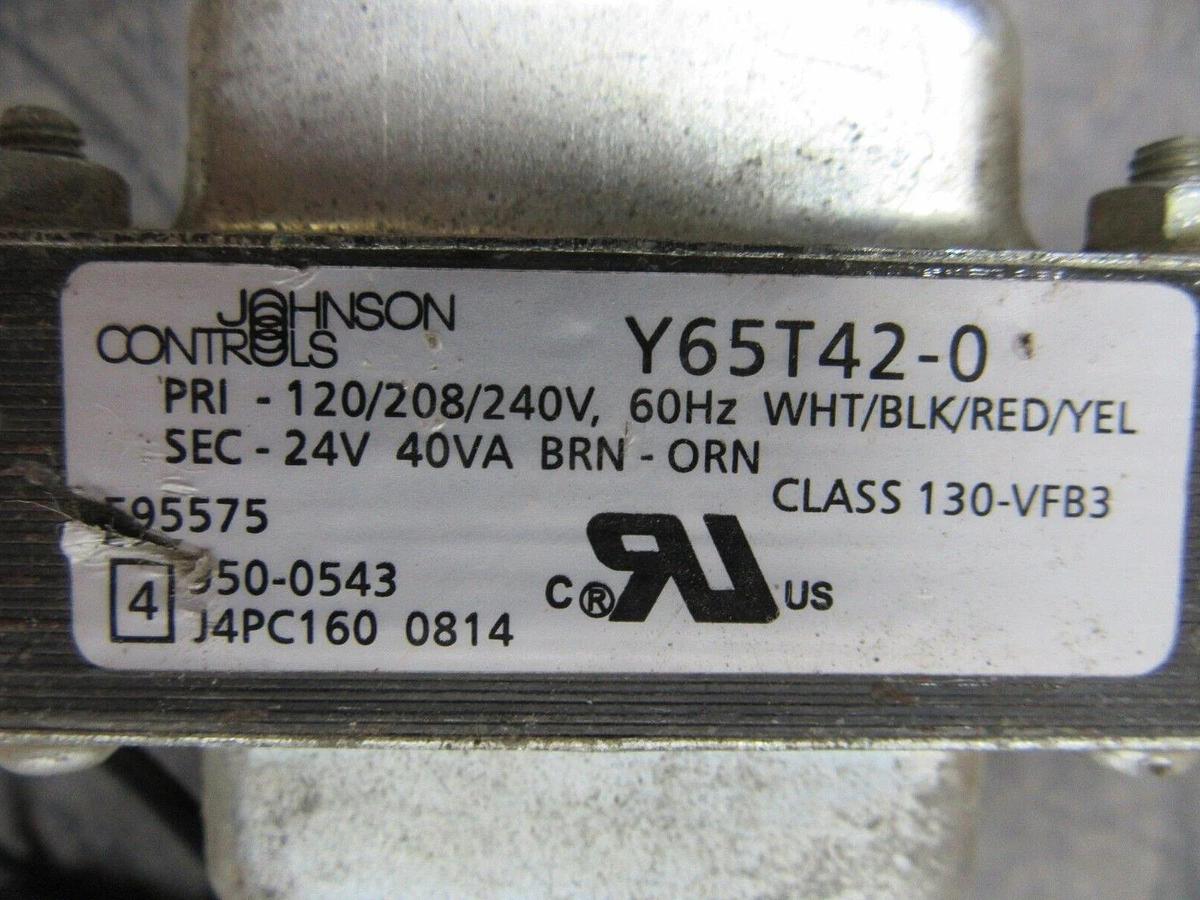 JOHNSON
CONTROLS
Y65T42-0
PRI - 120/208/240V, 60Hz WHT/BLK/RED/YEL
SEC - 24V 40VA BRN - ORN
CLASS 130-VFB3
4
J4PC160 0814
C ® RU US